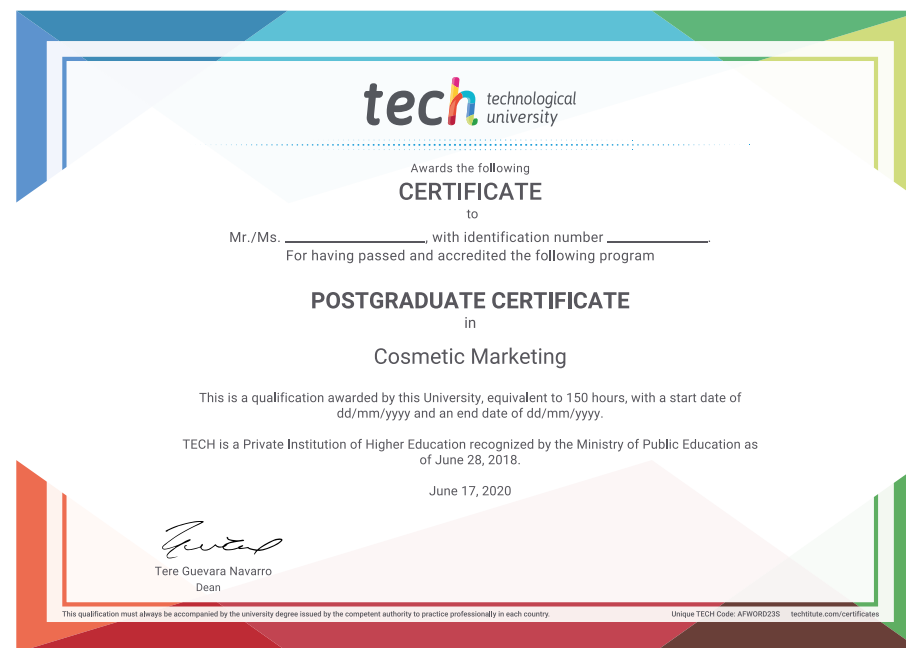 tech technological
university
Awards the following
CERTIFICATE
to
Mr./Ms. ____________________, with identification number ______________.
For having passed and accredited the following program
POSTGRADUATE CERTIFICATE
in
Cosmetic Marketing
This is a qualification awarded by this University, equivalent to 150 hours, with a start date of
dd/mm/yyyy and an end date of dd/mm/yyyy.
TECH is a Private Institution of Higher Education recognized by the Ministry of Public Education as
of June 28, 2018.
June 17, 2020
Tere Guevara Navarro
Dean
This qualification must always be accompanied by the university degree issued by the competent authority to practice professionally in each country. Unique TECH Code: AFWORD23S techtitute.com/certificates